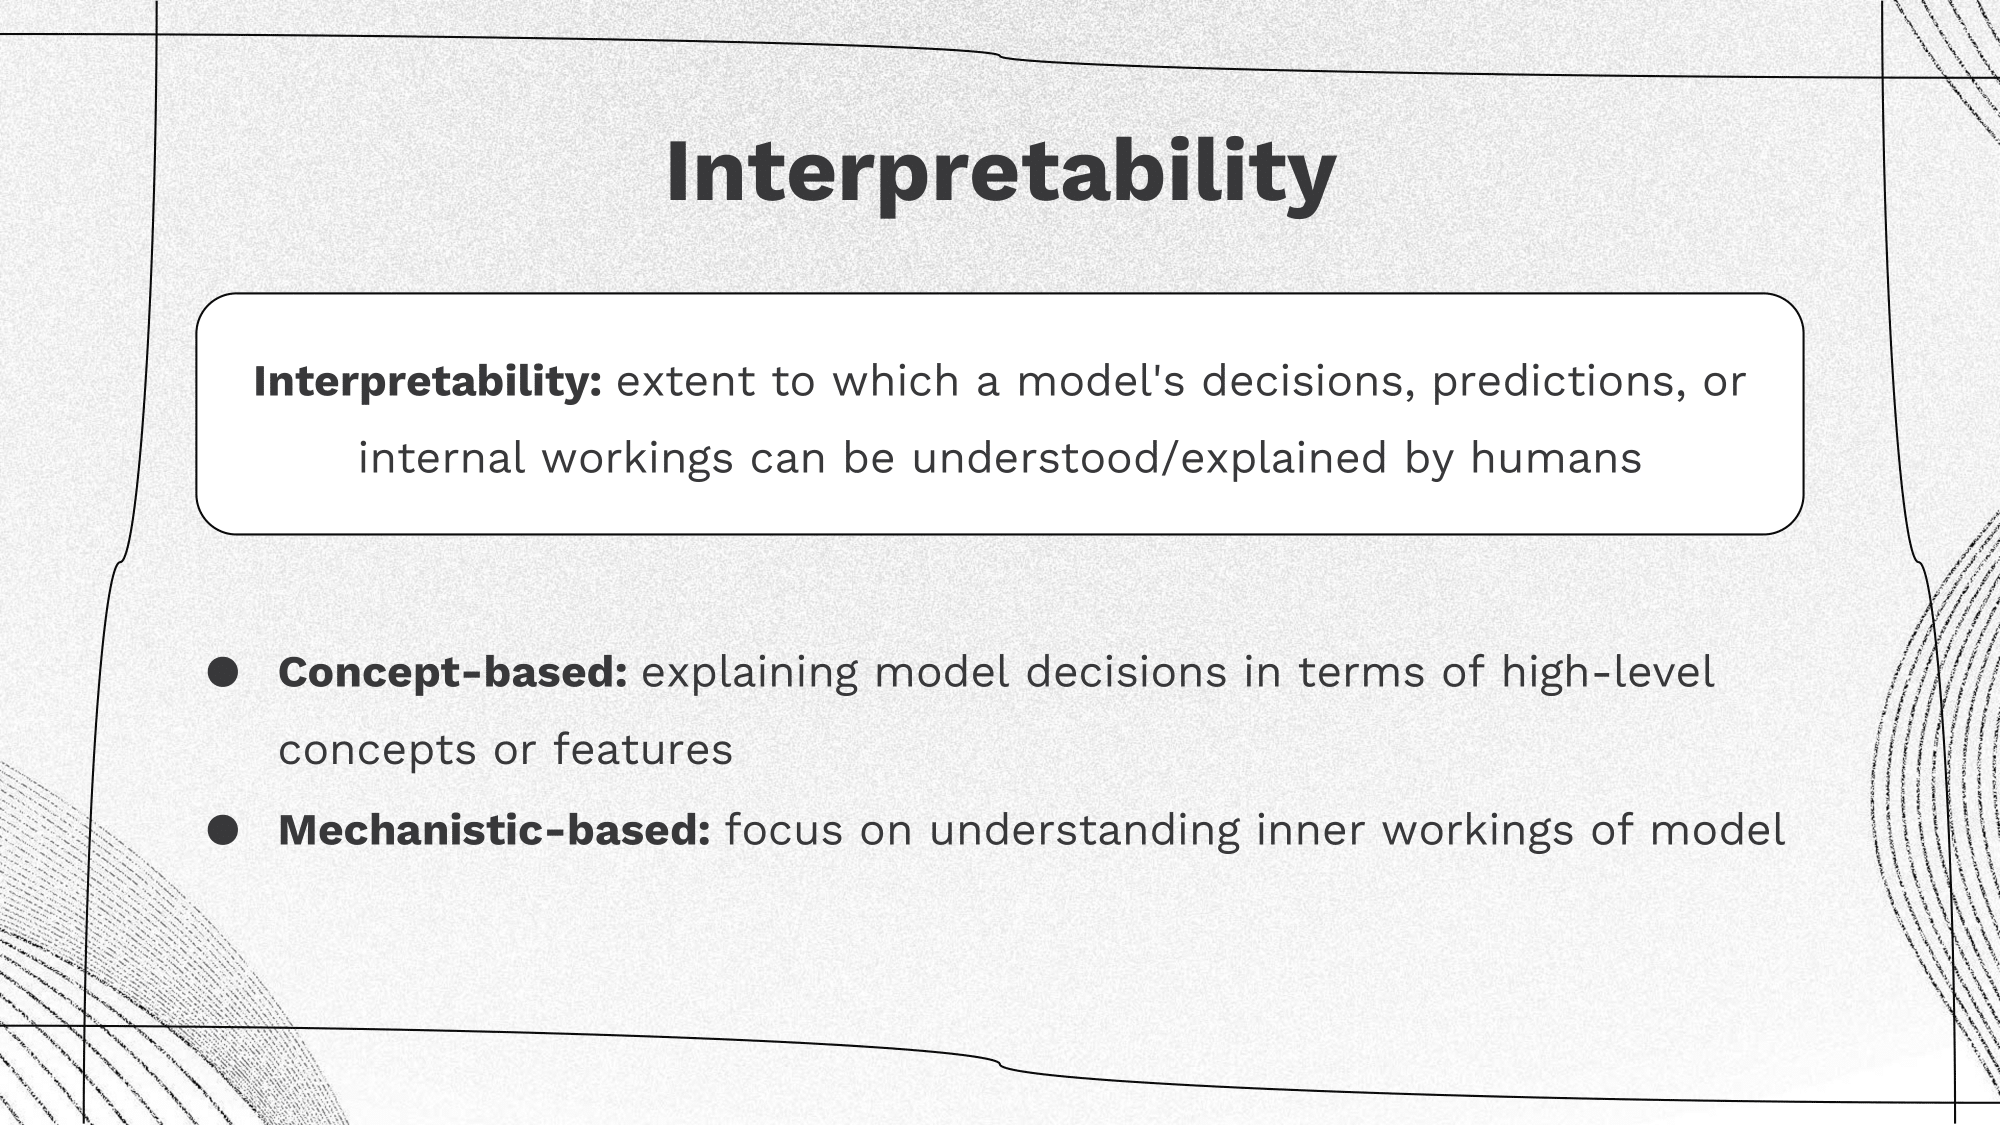 Interpretability
Interpretability: extent to which a model's decisions, predictions, or
internal workings can be understood/explained by humans
● Concept-based: explaining model decisions in terms of high-level
concepts or features
● Mechanistic-based: focus on understanding inner workings of model